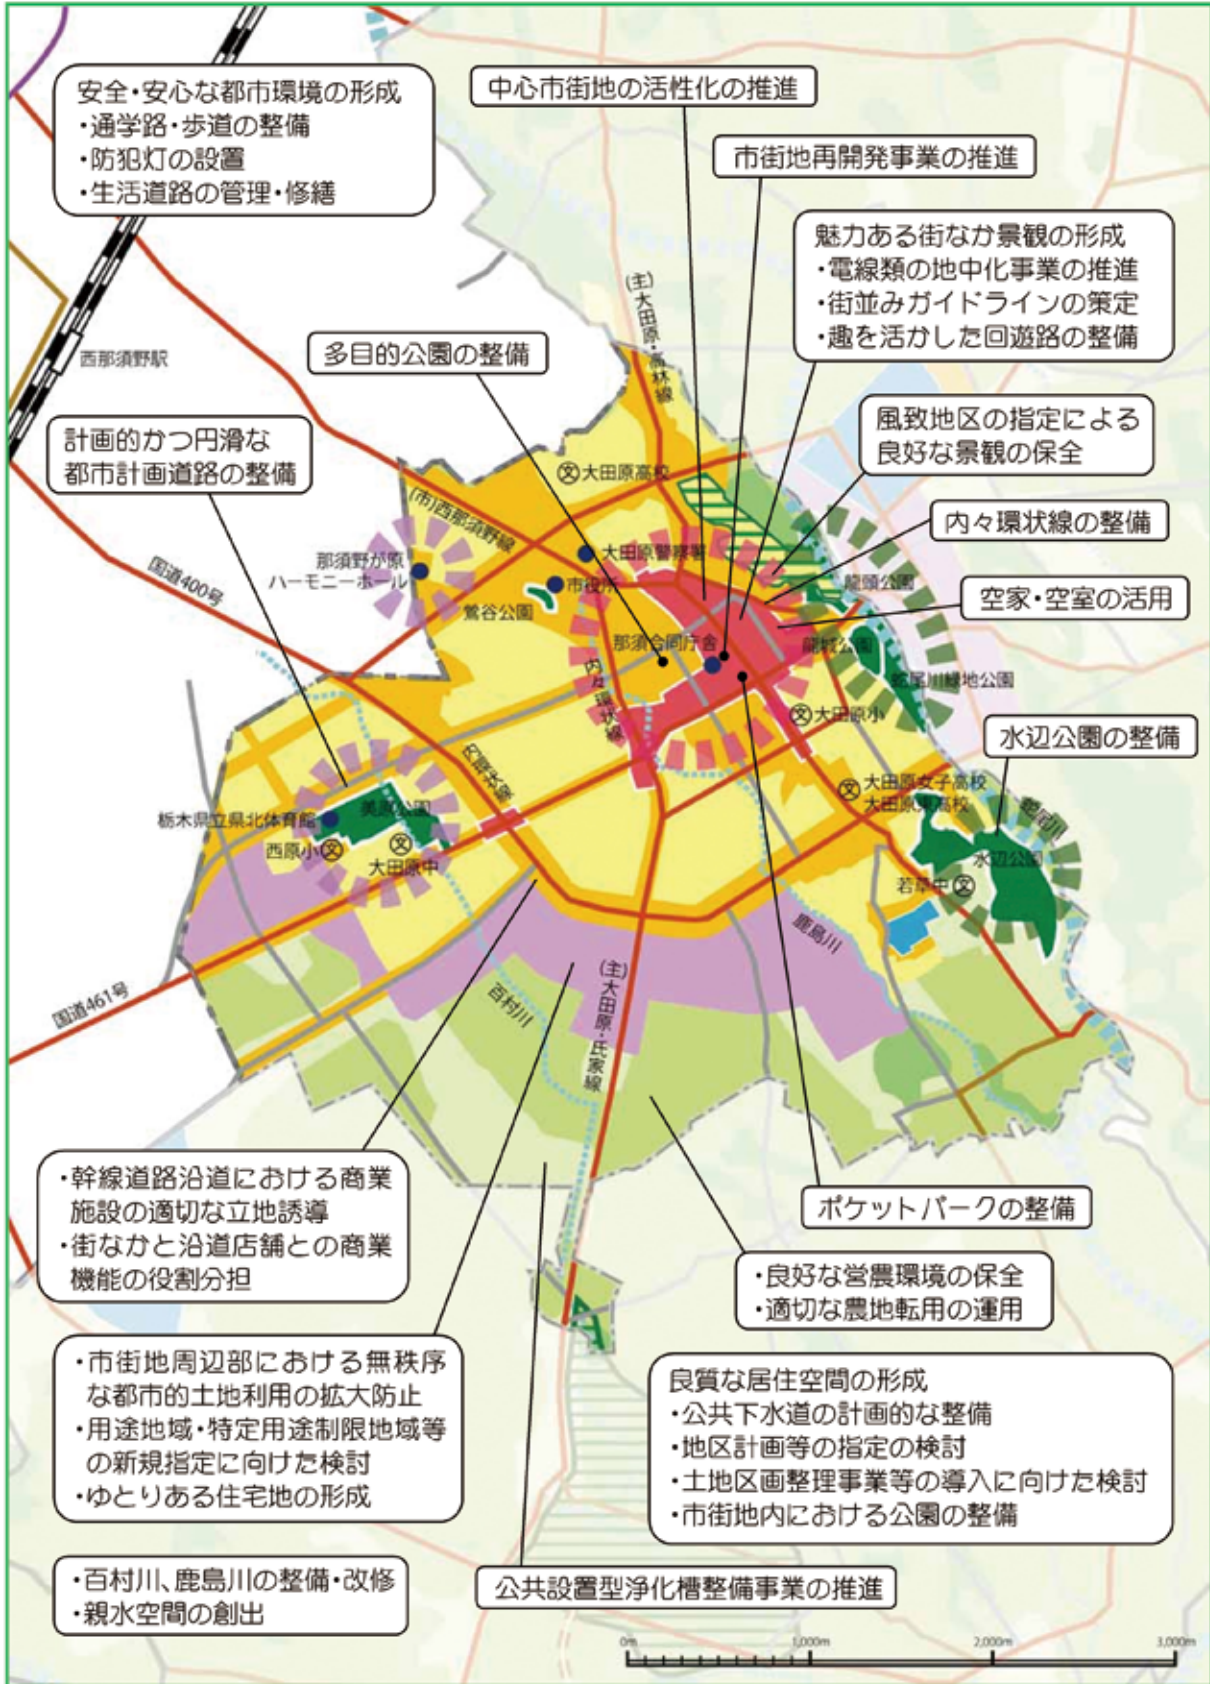 安全・安心な都市環境の形成
・通学路・歩道の整備
・防犯灯の設置
・生活道路の管理・修繕
中心市街地の活性化の推進
市街地再開発事業の推進
魅力ある街なか景観の形成
・電線類の地中化事業の推進
・街並みガイドラインの策定
・趣を活かした回遊路の整備
(主)大田原・高林線
西那須野駅
多目的公園の整備
計画的かつ円滑な
都市計画道路の整備
風致地区の指定による
良好な景観の保全
大田原高校
(市)西那須野線
内々環状線の整備
国道400号
那須野が原
ハーモニーホール
大田原警察署
市役所
鶯谷公園
龍頭公園
空家・空室の活用
那須合同庁舎
龍城公園
内々環状線
蛇尾川緑地公園
大田原小
水辺公園の整備
内環状線
大田原女子高校
大田原東高校
美原公園
栃木県立県北体育館
西原小
大田原中
蛇尾川
水辺公園
若草中
鹿島川
(主)大田原・氏家線
百村川
国道461号
・幹線道路沿道における商業
施設の適切な立地誘導
・街なかと沿道店舗との商業
機能の役割分担
ポケットパークの整備
・良好な営農環境の保全
・適切な農地転用の運用
・市街地周辺部における無秩序
な都市的土地利用の拡大防止
・用途地域・特定用途制限地域等
の新規指定に向けた検討
・ゆとりある住宅地の形成
良質な居住空間の形成
・公共下水道の計画的な整備
・地区計画等の指定の検討
・土地区画整理事業等の導入に向けた検討
・市街地内における公園の整備
・百村川、鹿島川の整備・改修
・親水空間の創出
公共設置型浄化槽整備事業の推進
0m 1,000m 2,000m 3,000m